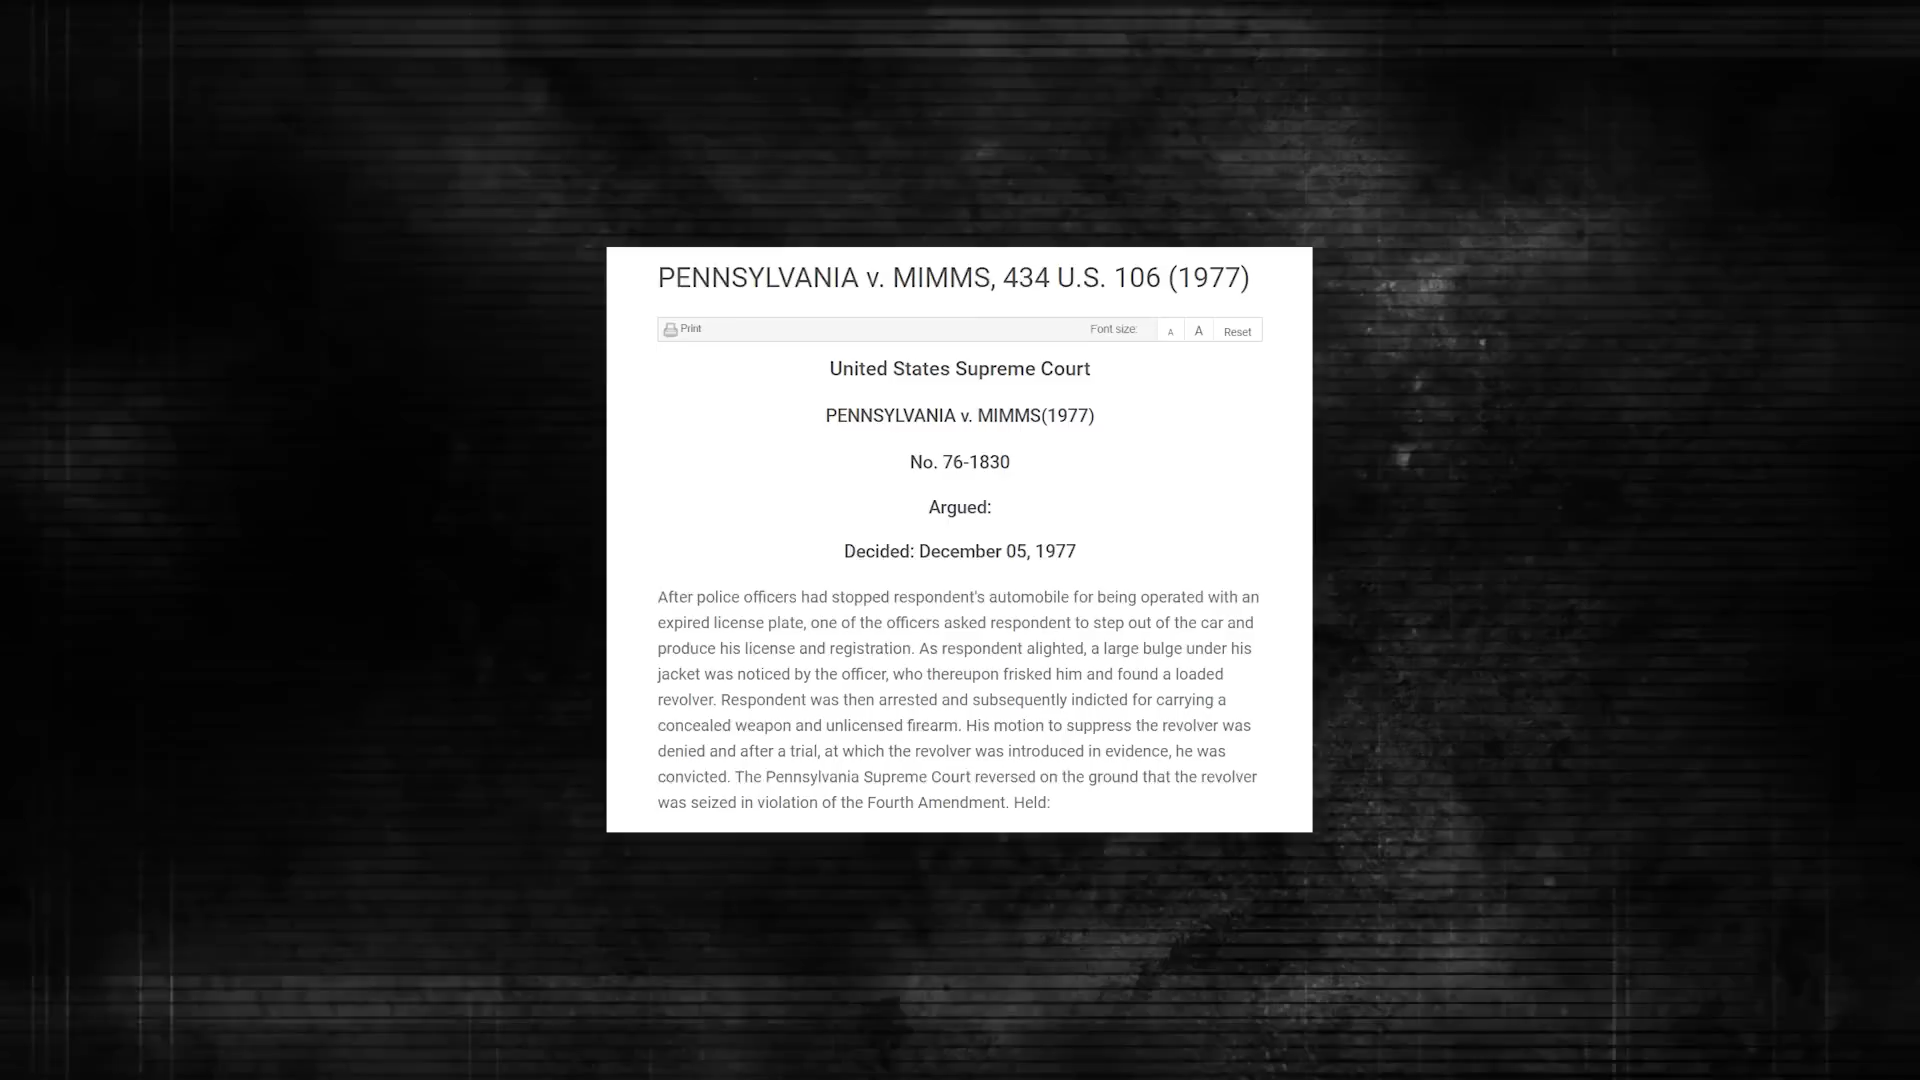 PENNSYLVANIA v. MIMMS, 434 U.S. 106 (1977)
Print Font size: A A Reset
United States Supreme Court
PENNSYLVANIA v. MIMMS(1977)
No. 76-1830
Argued:
Decided: December 05, 1977
After police officers had stopped respondent's automobile for being operated with an
expired license plate, one of the officers asked respondent to step out of the car and
produce his license and registration. As respondent alighted, a large bulge under his
jacket was noticed by the officer, who thereupon frisked him and found a loaded
revolver. Respondent was then arrested and subsequently indicted for carrying a
concealed weapon and unlicensed firearm. His motion to suppress the revolver was
denied and after a trial, at which the revolver was introduced in evidence, he was
convicted. The Pennsylvania Supreme Court reversed on the ground that the revolver
was seized in violation of the Fourth Amendment. Held: